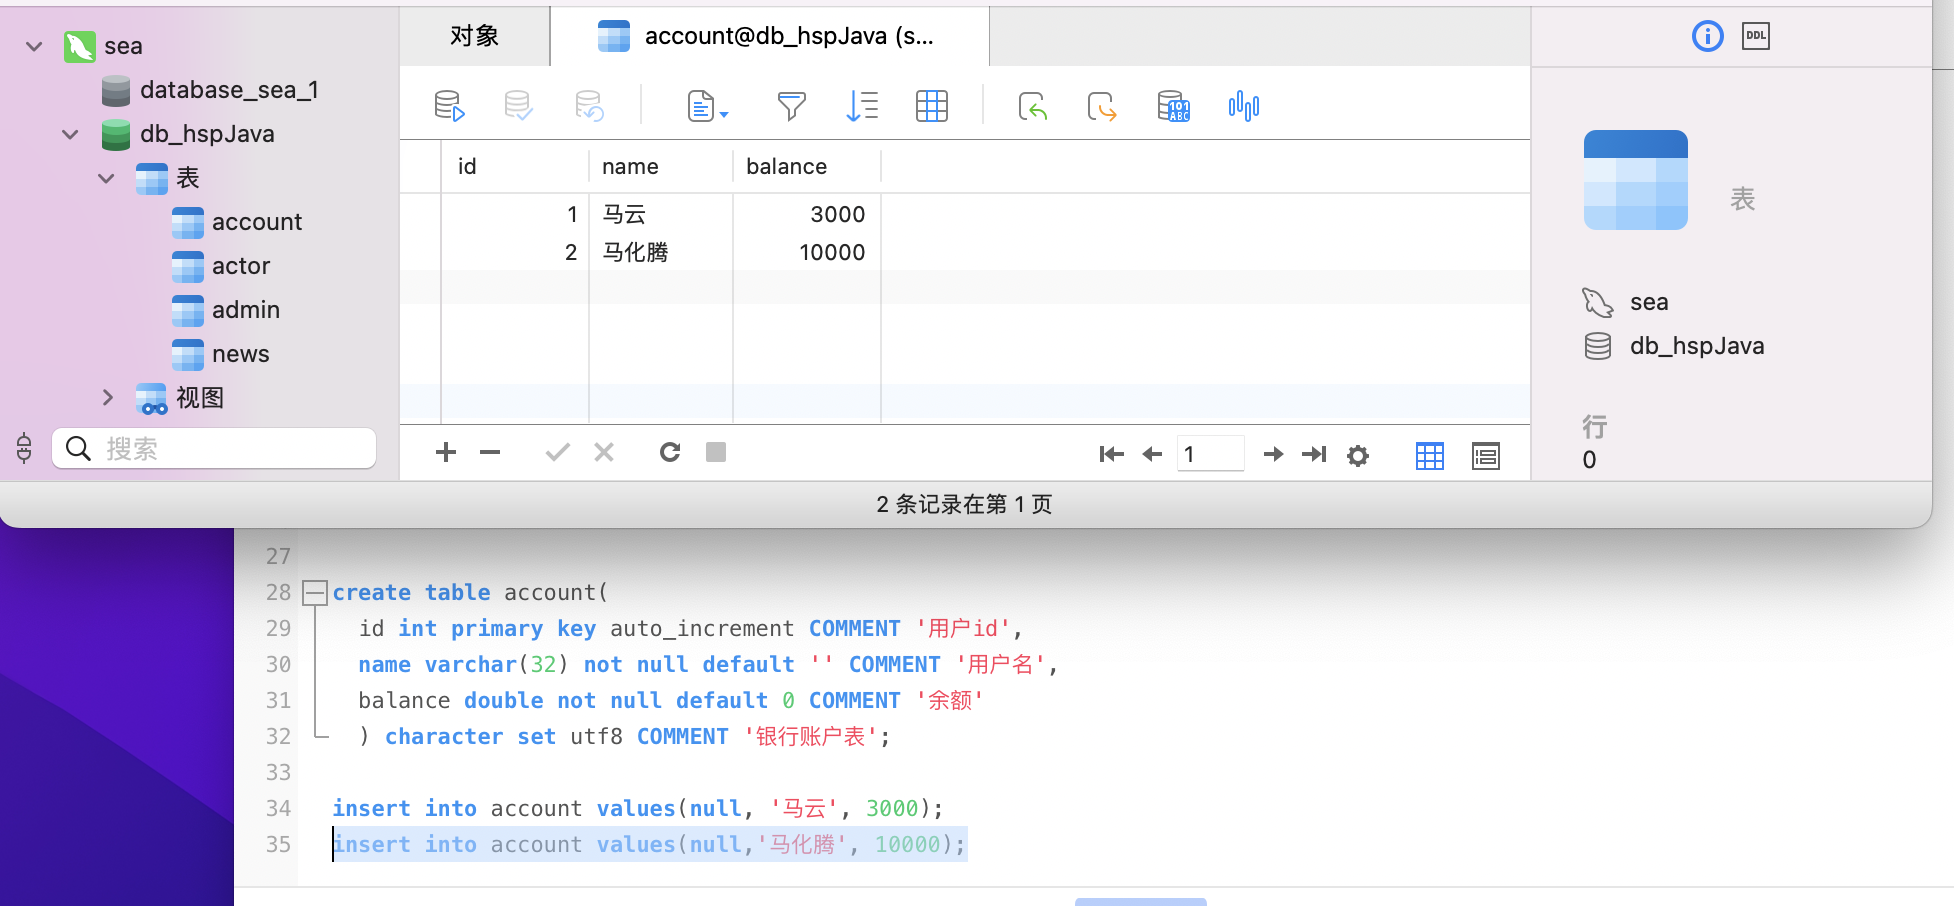 sea
database_sea_1
db_hspJava
表
account
actor
admin
news
视图
搜索
对象
account@db_hspJava (s...
id name balance
1 马云 3000
2 马化腾 10000
1
DDL
表
sea
db_hspJava
行
0
2 条记录在第 1 页
27
28 create table account(
29 id int primary key auto_increment COMMENT '用户id',
30 name varchar(32) not null default '' COMMENT '用户名',
31 balance double not null default 0 COMMENT '余额'
32 ) character set utf8 COMMENT '银行账户表';
33
34 insert into account values(null, '马云', 3000);
35 insert into account values(null,'马化腾', 10000);